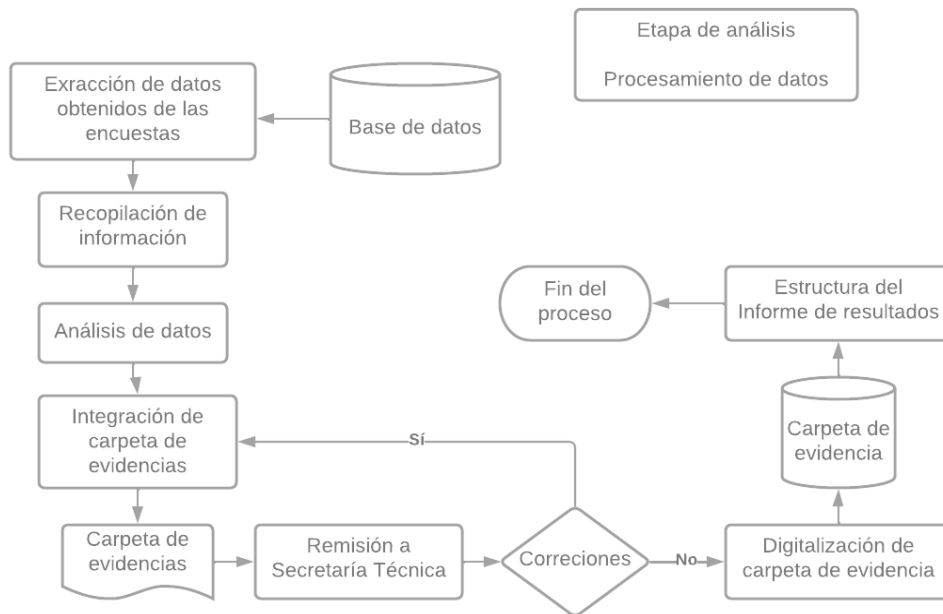 Etapa de análisis
Procesamiento de datos
Exracción de datos
obtenidos de las
encuestas
Base de datos
Recopilación de
información
Análisis de datos
Integración de
carpeta de
evidencias
Carpeta de
evidencias
Remisión a
Secretaría Técnica
Correciones
Sí
No
Digitalización de
carpeta de evidencia
Carpeta de
evidencia
Estructura del
Informe de resultados
Fin del
proceso